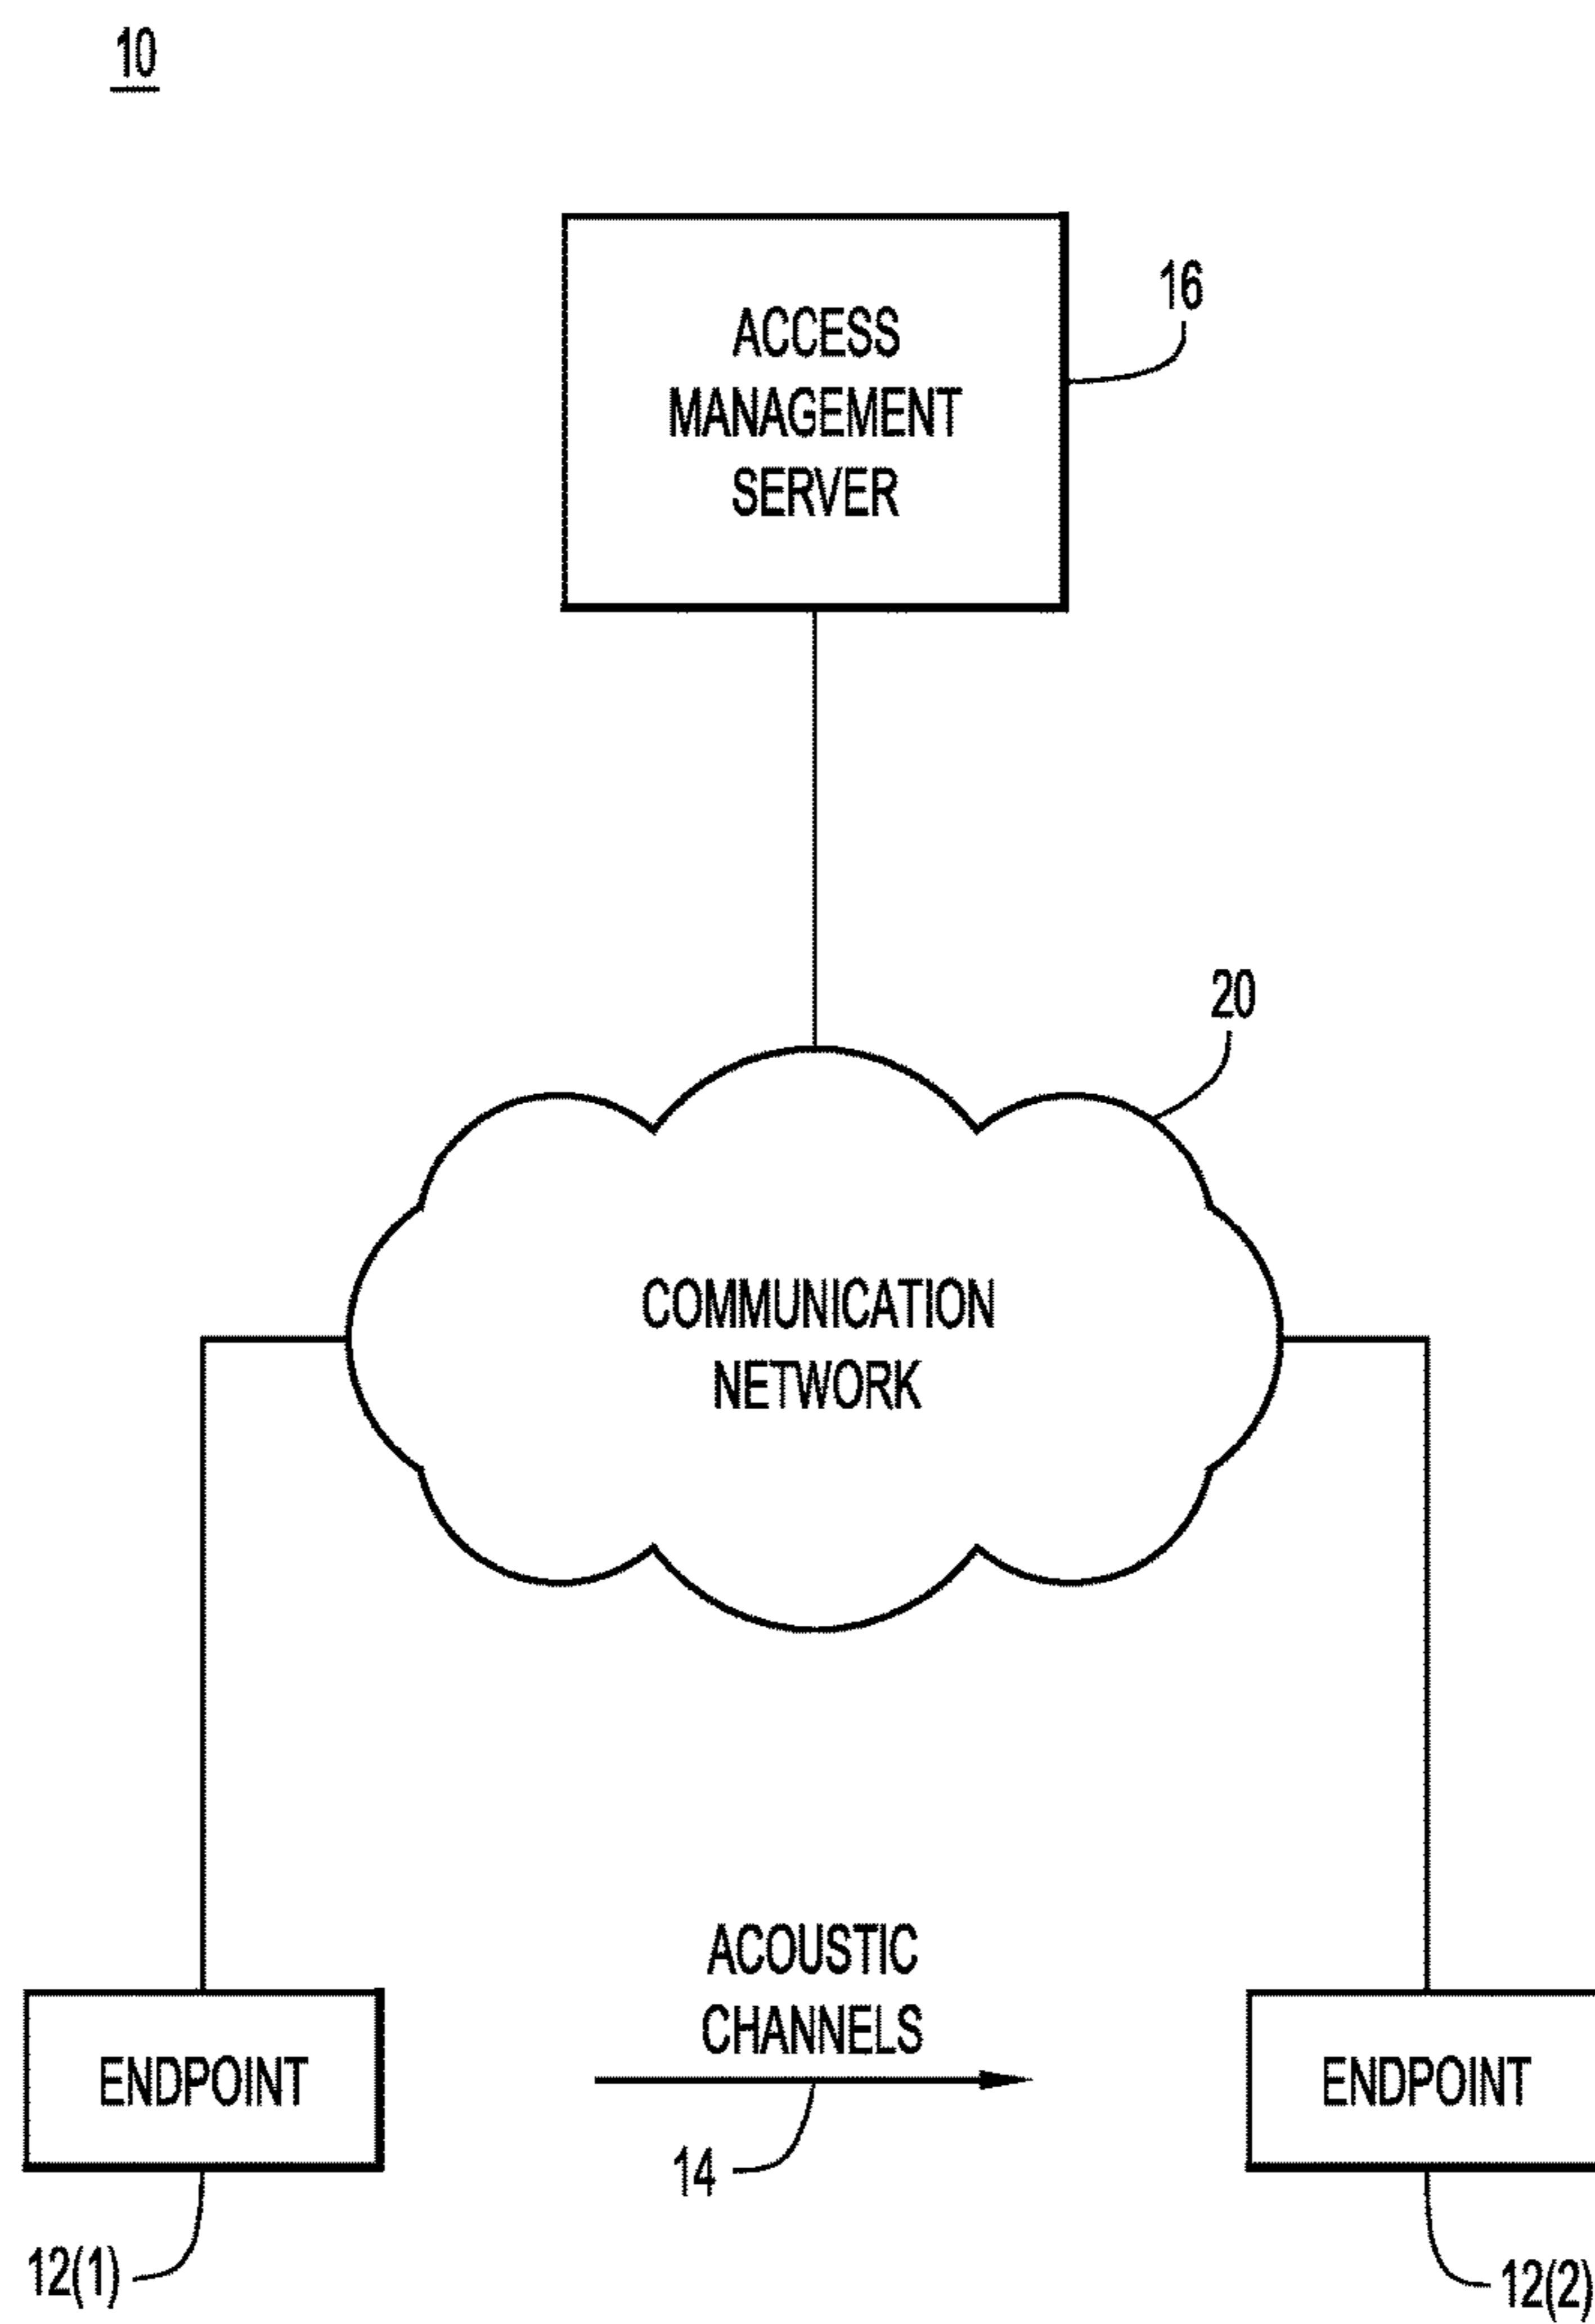 10
ACCESS
MANAGEMENT
SERVER
16
20
COMMUNICATION
NETWORK
ACOUSTIC
CHANNELS
ENDPOINT
ENDPOINT
14
12(1)
12(2)